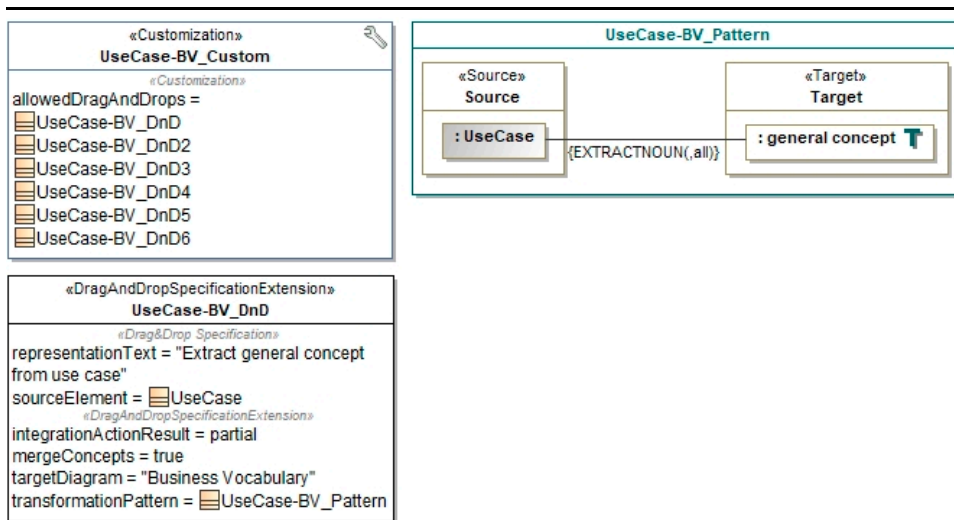 «Customization»
UseCase-BV_Custom
«Customization»
allowedDragAndDrops =
UseCase-BV_DnD
UseCase-BV_DnD2
UseCase-BV_DnD3
UseCase-BV_DnD4
UseCase-BV_DnD5
UseCase-BV_DnD6
UseCase-BV_Pattern
«Source»
Source
: UseCase
{EXTRACTNOUN(,all)}
«Target»
Target
: general concept
«DragAndDropSpecificationExtension»
UseCase-BV_DnD
«Drag&Drop Specification»
representationText = "Extract general concept
from use case"
sourceElement = UseCase
«DragAndDropSpecificationExtension»
integrationActionResult = partial
mergeConcepts = true
targetDiagram = "Business Vocabulary"
transformationPattern = UseCase-BV_Pattern